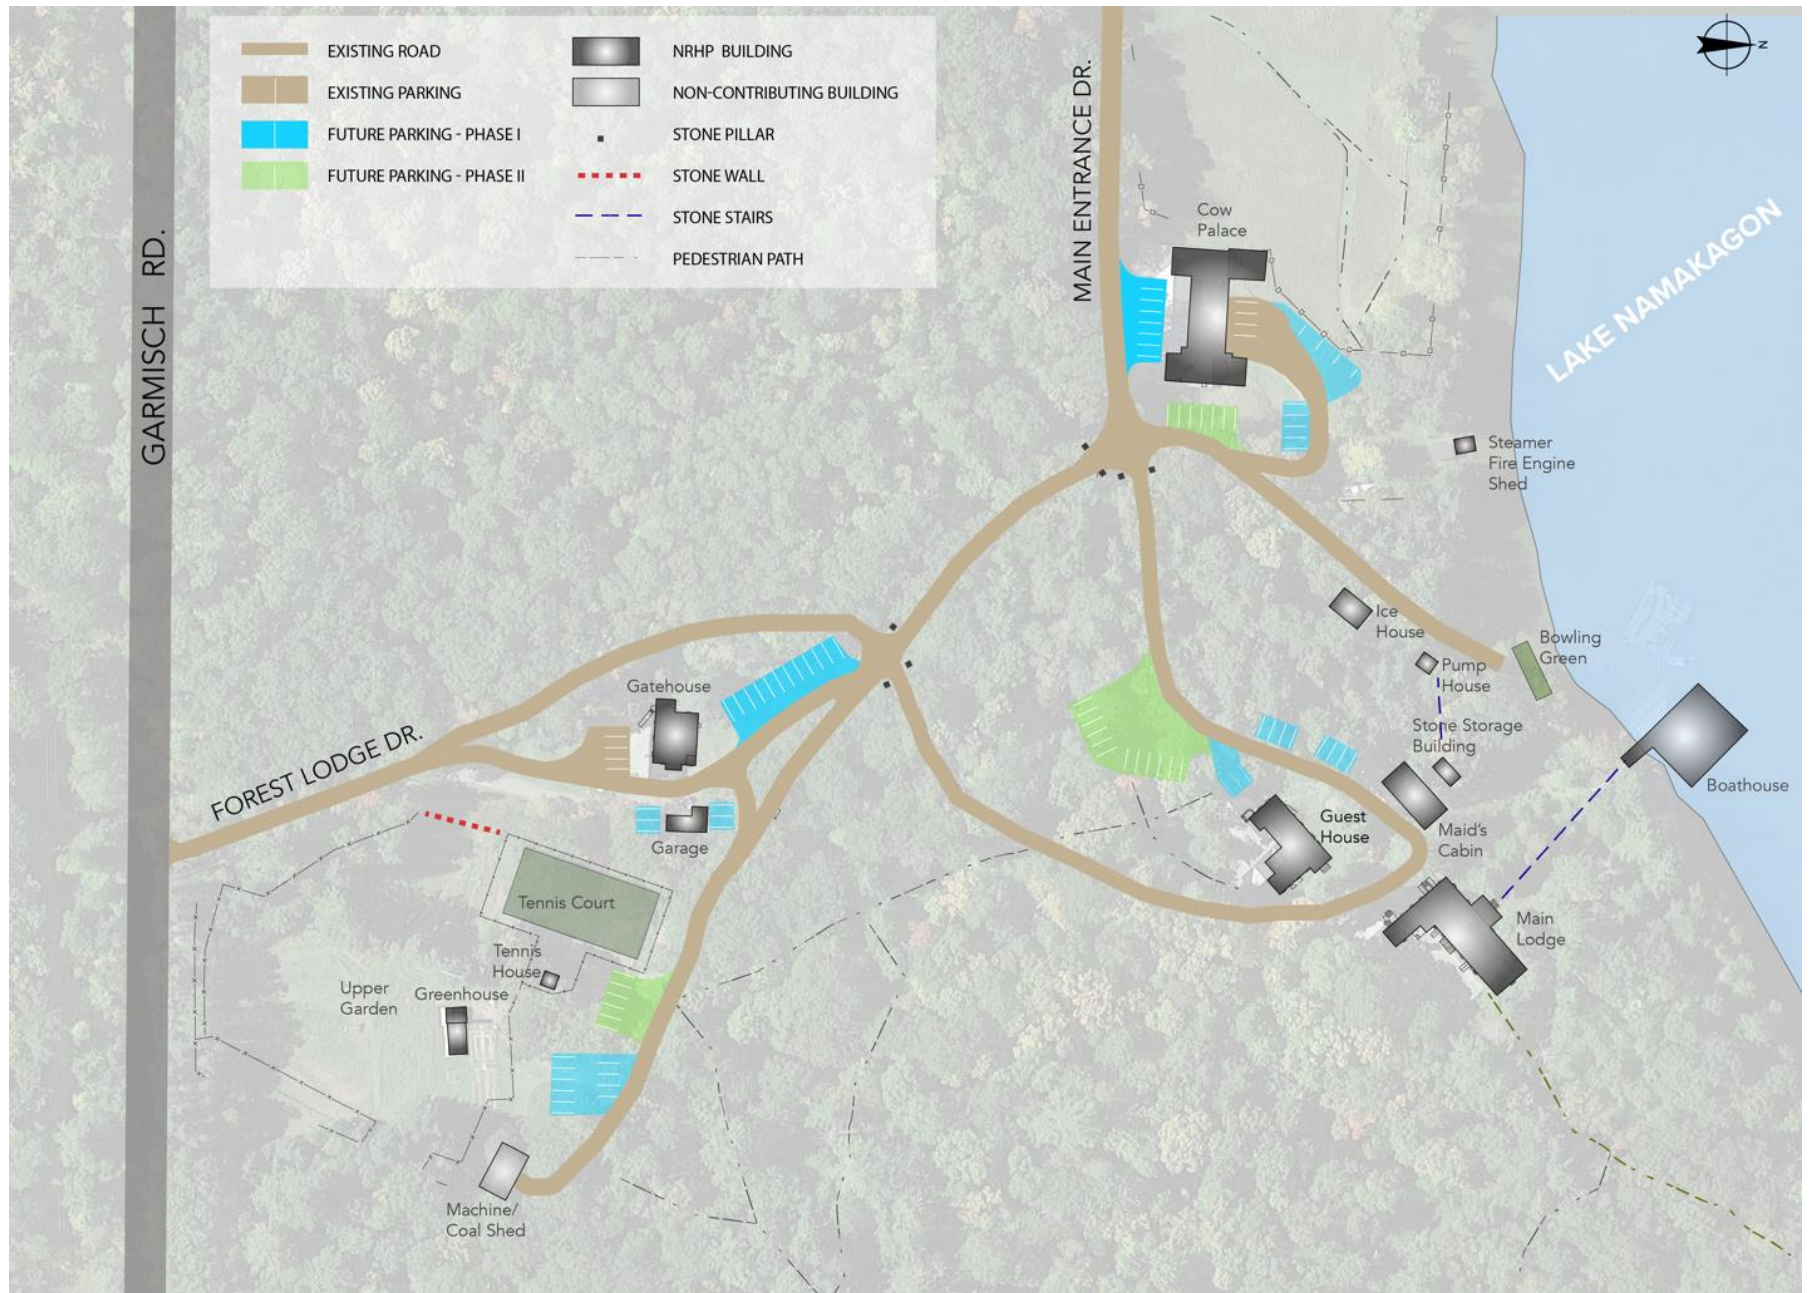 EXISTING ROAD
EXISTING PARKING
FUTURE PARKING - PHASE I
FUTURE PARKING - PHASE II
NRHP BUILDING
NON-CONTRIBUTING BUILDING
STONE PILLAR
STONE WALL
STONE STAIRS
PEDESTRIAN PATH
N
GARMISCH RD.
MAIN ENTRANCE DR.
LAKE NAMAKAGON
Cow
Palace
Steamer
Fire Engine
Shed
Ice
House
Bowling
Green
Pump
House
Stone Storage
Building
Boathouse
Maid's
Cabin
Guest
House
Main
Lodge
Gatehouse
FOREST LODGE DR.
Garage
Tennis Court
Tennis
House
Upper
Garden
Greenhouse
Machine/
Coal Shed